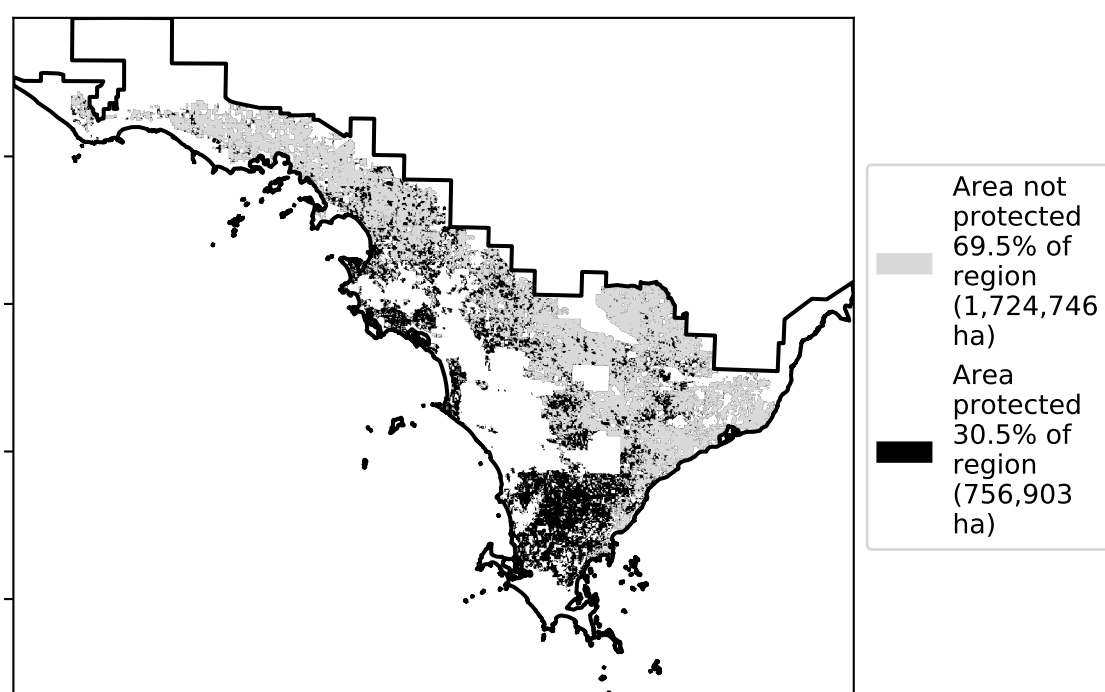 Area not
protected
69.5% of
region
(1,724,746
ha)
Area
protected
30.5% of
region
(756,903
ha)